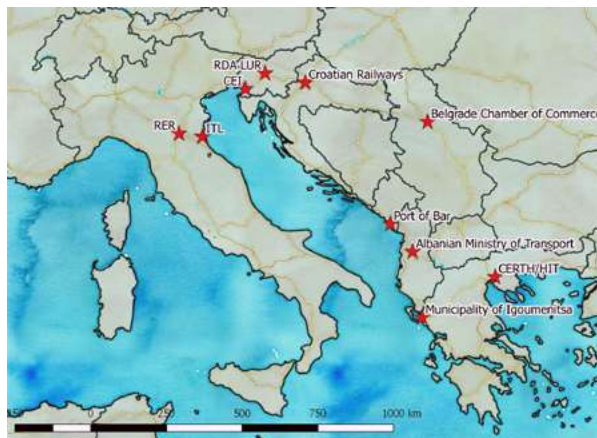 RDA-LUR
CEI
Croatian Railways
Belgrade Chamber of Commerce
RER
ITL
Port of Bar
Albanian Ministry of Transport
CERTH/HIT
Municipality of Igoumenitsa
0 250 500 750 1000 km